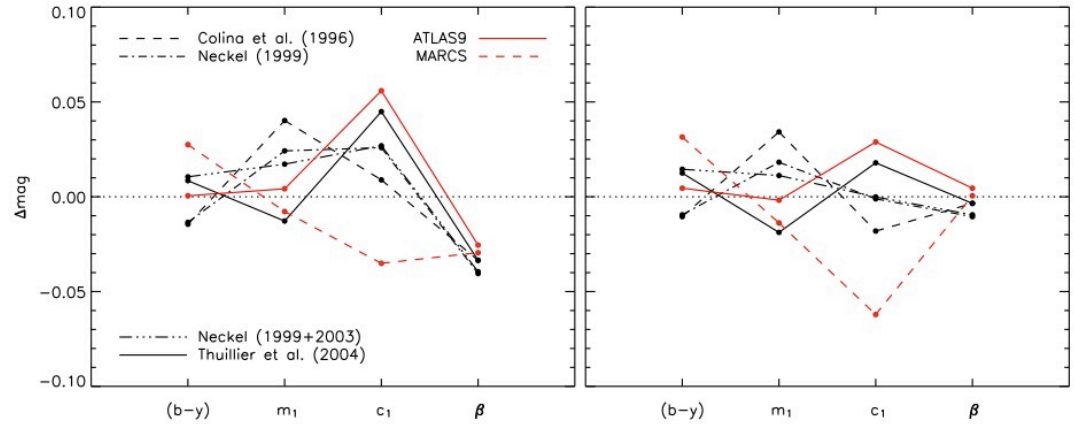 0.10
0.05
0.00
−0.05
−0.10
Δmag
Colina et al. (1996)
Neckel (1999)
ATLAS9
MARCS
Neckel (1999+2003)
Thuillier et al. (2004)
(b−y) m₁ c₁ β
(b−y) m₁ c₁ β